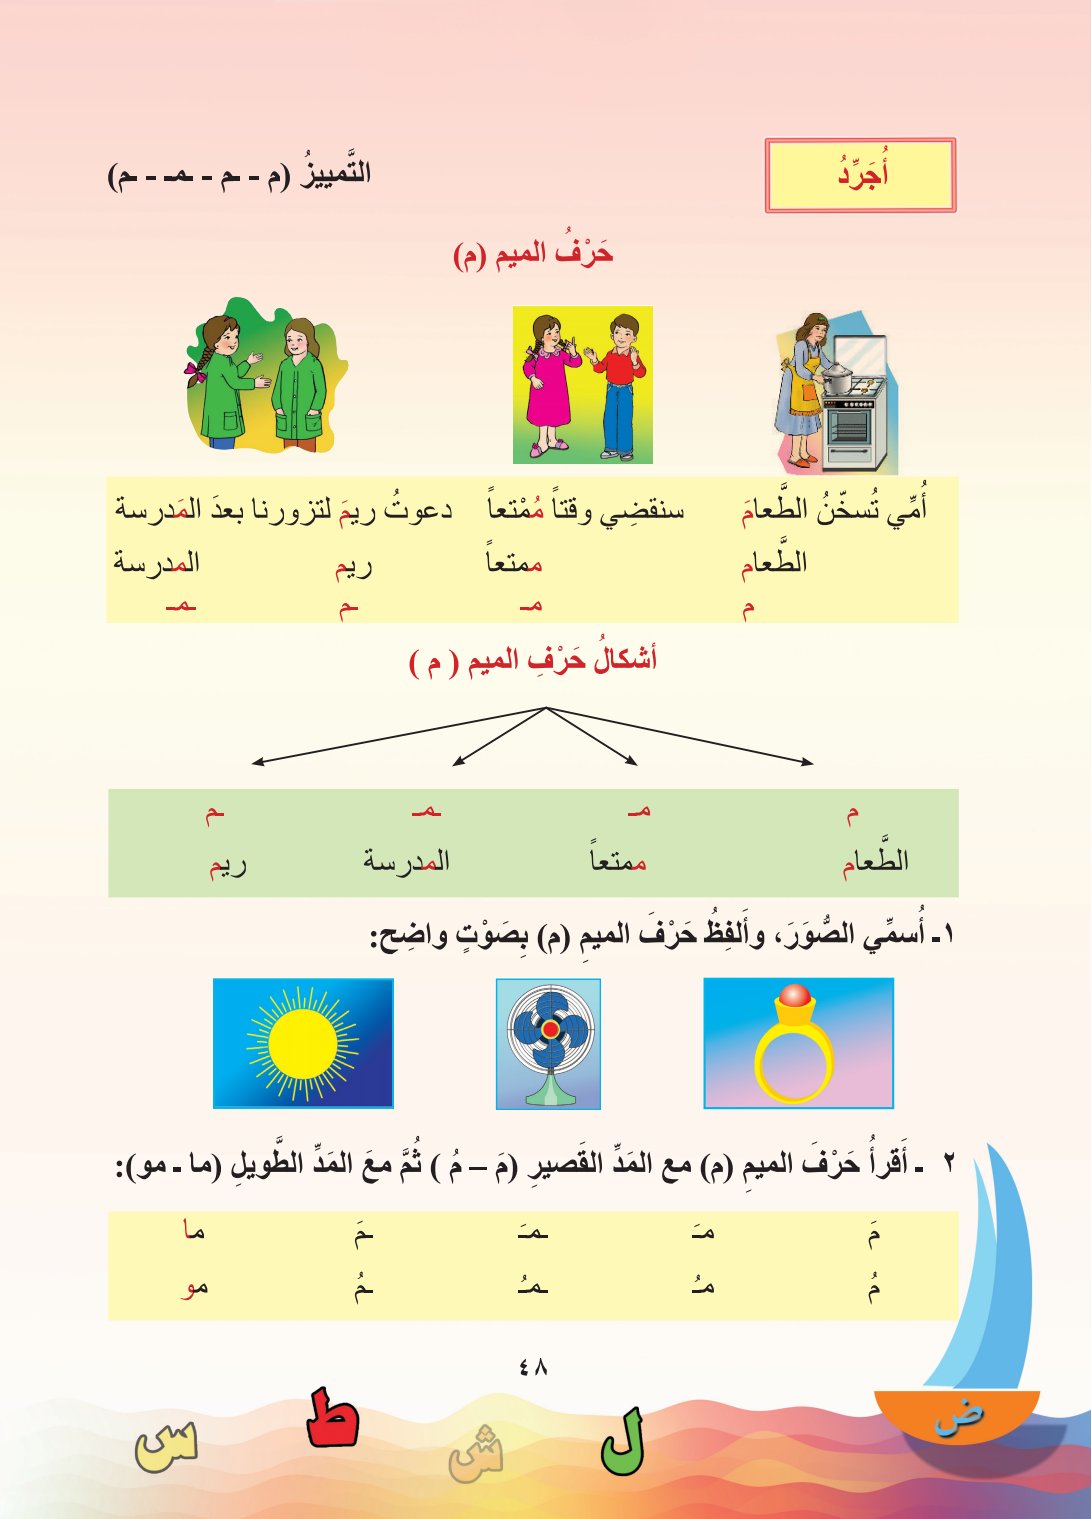 أُجَرِّدُ
التَّمييزُ (م - ـم - ـمـ - ـم)
حَرْفُ الميم (م)
أُمِّي تُسخّنُ الطَّعامَ سنقضِي وقتاً مُمْتعاً دعوتُ ريمَ لتزورنا بعدَ المَدرسة
الطَّعام ممتعاً ريم المدرسة
م مـ ـم ـمـ
أشكالُ حَرْفِ الميم ( م )
م مـ ـمـ ـم
الطَّعام ممتعاً المدرسة ريم
١ـ أُسمِّي الصُّوَرَ، وأَلفِظُ حَرْفَ الميمِ (م) بِصَوْتٍ واضِح:
٢ ـ أَقرأُ حَرْفَ الميمِ (م) مع المَدِّ القَصيرِ (مَ – مُ ) ثُمَّ معَ المَدِّ الطَّويلِ (ما ـ مو):
مَ مـَ ـمـَ ـمَ ما
مُ مـُ ـمـُ ـمُ مو
٤٨
ض
ل ش ط س